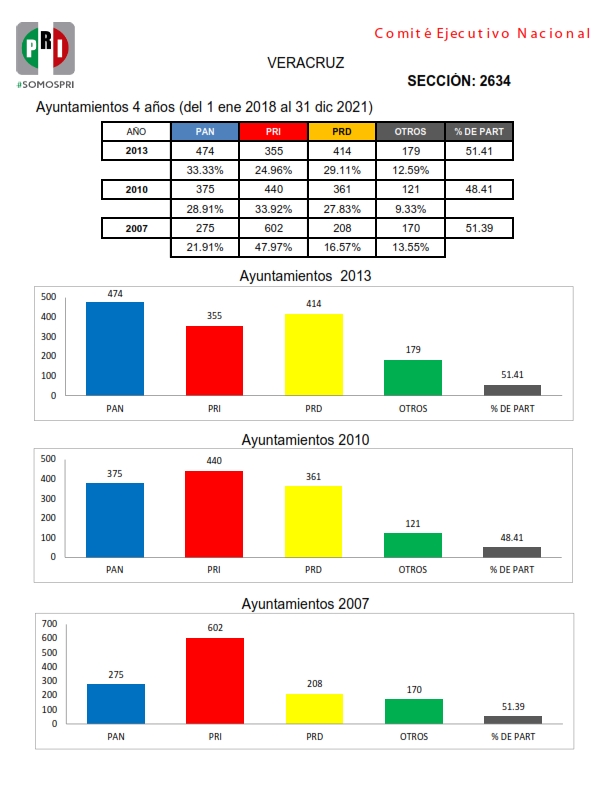 Comité Ejecutivo Nacional
PRI
#SOMOSPRI
VERACRUZ
SECCIÒN: 2634
Ayuntamientos 4 años (del 1 ene 2018 al 31 dic 2021)
AÑO PAN PRI PRD OTROS % DE PART
2013 474 355 414 179 51.41
33.33% 24.96% 29.11% 12.59%
2010 375 440 361 121 48.41
28.91% 33.92% 27.83% 9.33%
2007 275 602 208 170 51.39
21.91% 47.97% 16.57% 13.55%
Ayuntamientos 2013
500
400
300
200
100
0
474 355 414 179 51.41
PAN PRI PRD OTROS % DE PART
Ayuntamientos 2010
500
400
300
200
100
0
375 440 361 121 48.41
PAN PRI PRD OTROS % DE PART
Ayuntamientos 2007
700
600
500
400
300
200
100
0
275 602 208 170 51.39
PAN PRI PRD OTROS % DE PART